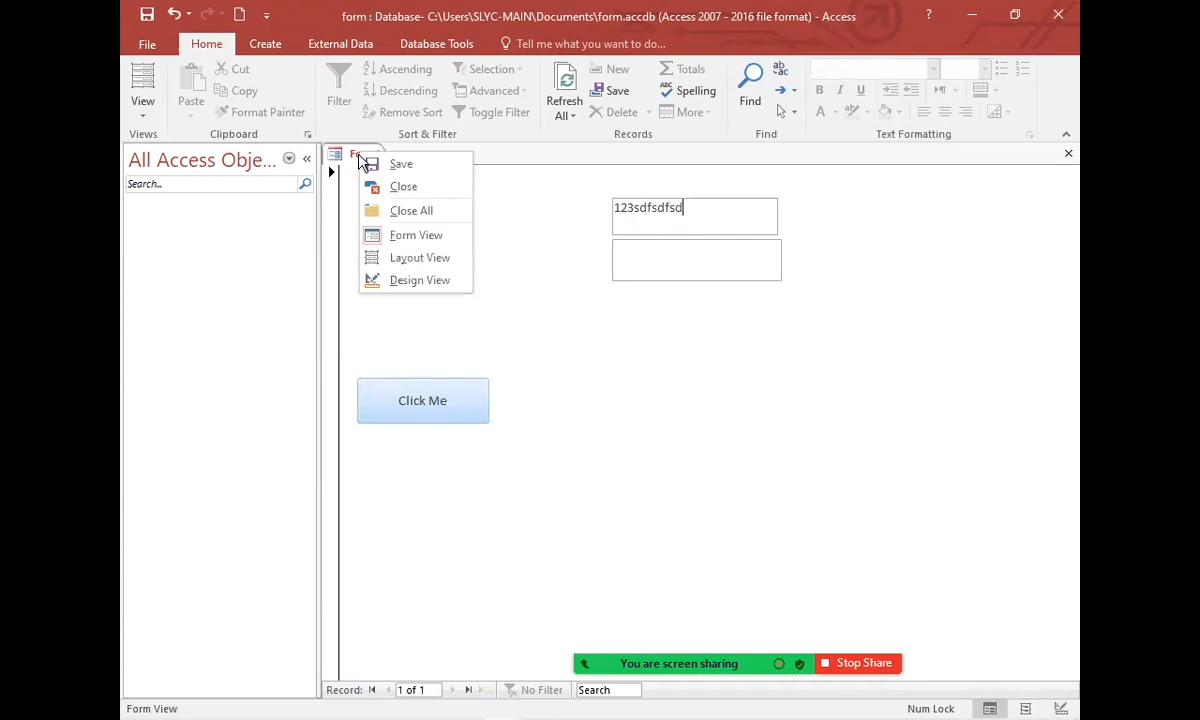 form : Database- C:\Users\SLYC-MAIN\Documents\form.accdb (Access 2007 - 2016 file format) - Access
?
File Home Create External Data Database Tools Tell me what you want to do...
View
Views
Paste
Cut
Copy
Format Painter
Clipboard
Filter
Ascending
Descending
Remove Sort
Selection
Advanced
Toggle Filter
Sort & Filter
Refresh
All
New
Save
Delete
Totals
Spelling
More
Records
Find
ab
ac
Find
B I U
A
Text Formatting
All Access Obje...
Search...
Save
Close
Close All
Form View
Layout View
Design View
123sdfsdfsd
Click Me
You are screen sharing Stop Share
Record: 1 of 1 No Filter Search
Form View Num Lock